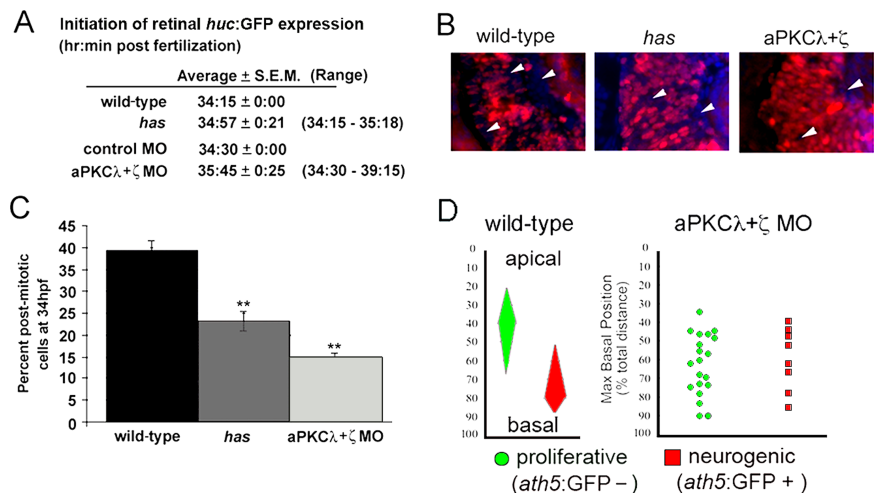 A
Initiation of retinal huc:GFP expression
(hr:min post fertilization)
Average ± S.E.M. (Range)
wild-type 34:15 ± 0:00
has 34:57 ± 0:21 (34:15 - 35:18)
control MO 34:30 ± 0:00
aPKCλ+ζ MO 35:45 ± 0:25 (34:30 - 39:15)
B
wild-type has aPKCλ+ζ
C
Percent post-mitotic
cells at 34hpf
45
40
35
30
25
20
15
10
5
0
**
**
wild-type has aPKCλ+ζ MO
D
wild-type aPKCλ+ζ MO
0
10
20
30
40
50
60
70
80
90
100
apical
basal
Max Basal Position
(% total distance)
0
10
20
30
40
50
60
70
80
90
100
proliferative neurogenic
(ath5:GFP –) (ath5:GFP +)